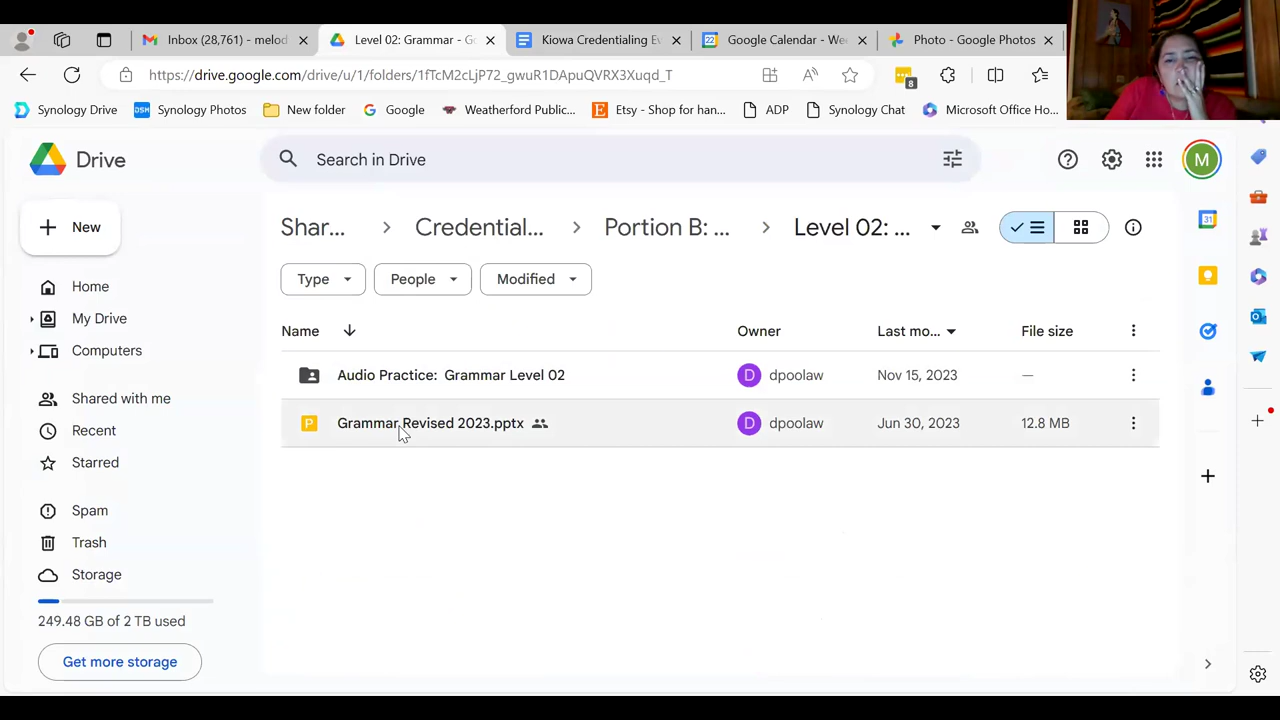 Inbox (28,761) – melod
Level 02: Grammar - Go
Kiowa Credentialing Ev
Google Calendar - Wee
Photo - Google Photos
https://drive.google.com/drive/u/1/folders/1fTcM2cLjP72_gwuR1DApuQVRX3Xuqd_T
8
Synology Drive
Synology Photos
New folder
Google
Weatherford Public...
Etsy - Shop for han...
ADP
Synology Chat
Microsoft Office Ho...
Drive
Search in Drive
M
New
Shar...
Credential...
Portion B: ...
Level 02: ...
Type
People
Modified
Home
My Drive
Computers
Shared with me
Recent
Starred
Spam
Trash
Storage
249.48 GB of 2 TB used
Get more storage
Name
Owner
Last mo...
File size
Audio Practice: Grammar Level 02
D
dpoolaw
Nov 15, 2023
—
P
Grammar Revised 2023.pptx
D
dpoolaw
Jun 30, 2023
12.8 MB